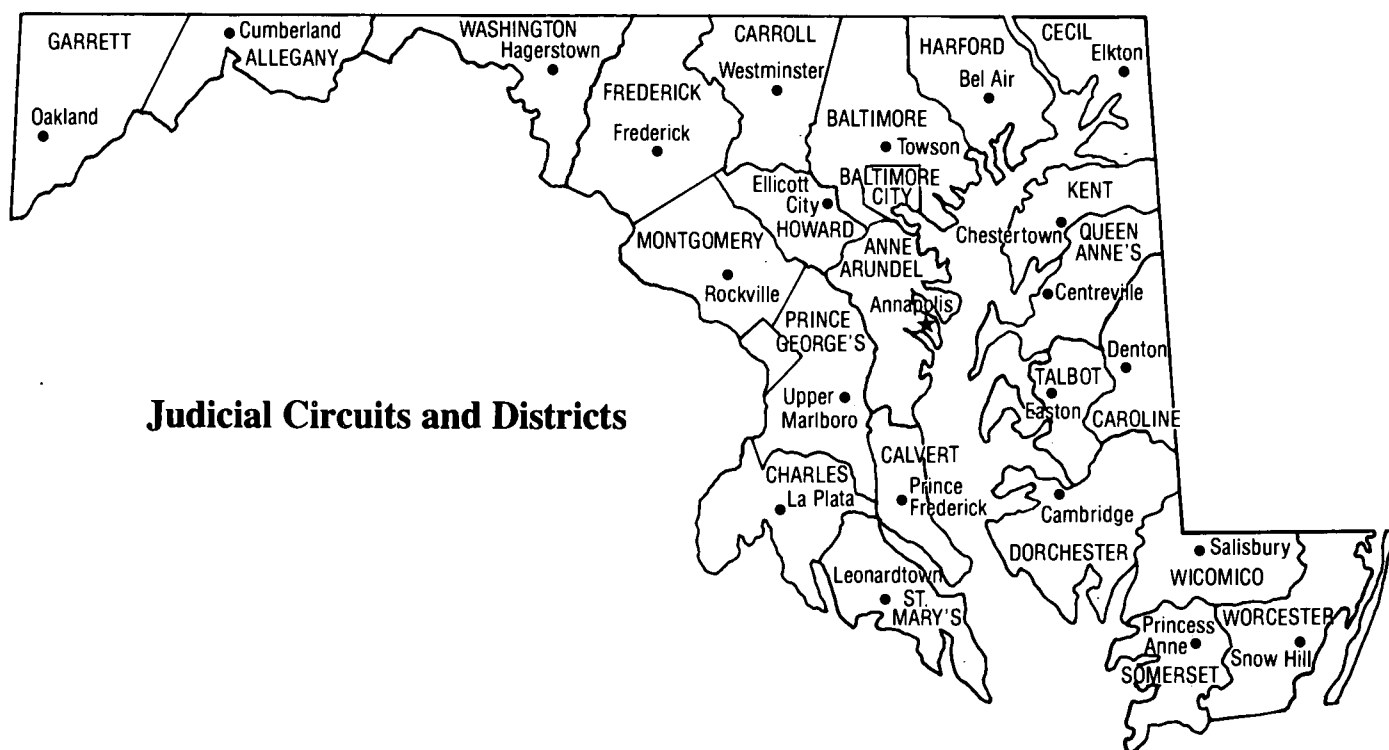 GARRETT
Oakland
Cumberland
ALLEGANY
WASHINGTON
Hagerstown
FREDERICK
Frederick
CARROLL
Westminster
BALTIMORE
Towson
BALTIMORE
CITY
HARFORD
Bel Air
CECIL
Elkton
KENT
Chestertown
QUEEN
ANNE'S
Centreville
Ellicott
City
HOWARD
MONTGOMERY
Rockville
ANNE
ARUNDEL
Annapolis
PRINCE
GEORGE'S
Upper
Marlboro
Denton
CAROLINE
TALBOT
Easton
Judicial Circuits and Districts
CHARLES
La Plata
CALVERT
Prince
Frederick
Cambridge
DORCHESTER
Leonardtown
ST.
MARY'S
Salisbury
WICOMICO
Princess
Anne
SOMERSET
WORCESTER
Snow Hill